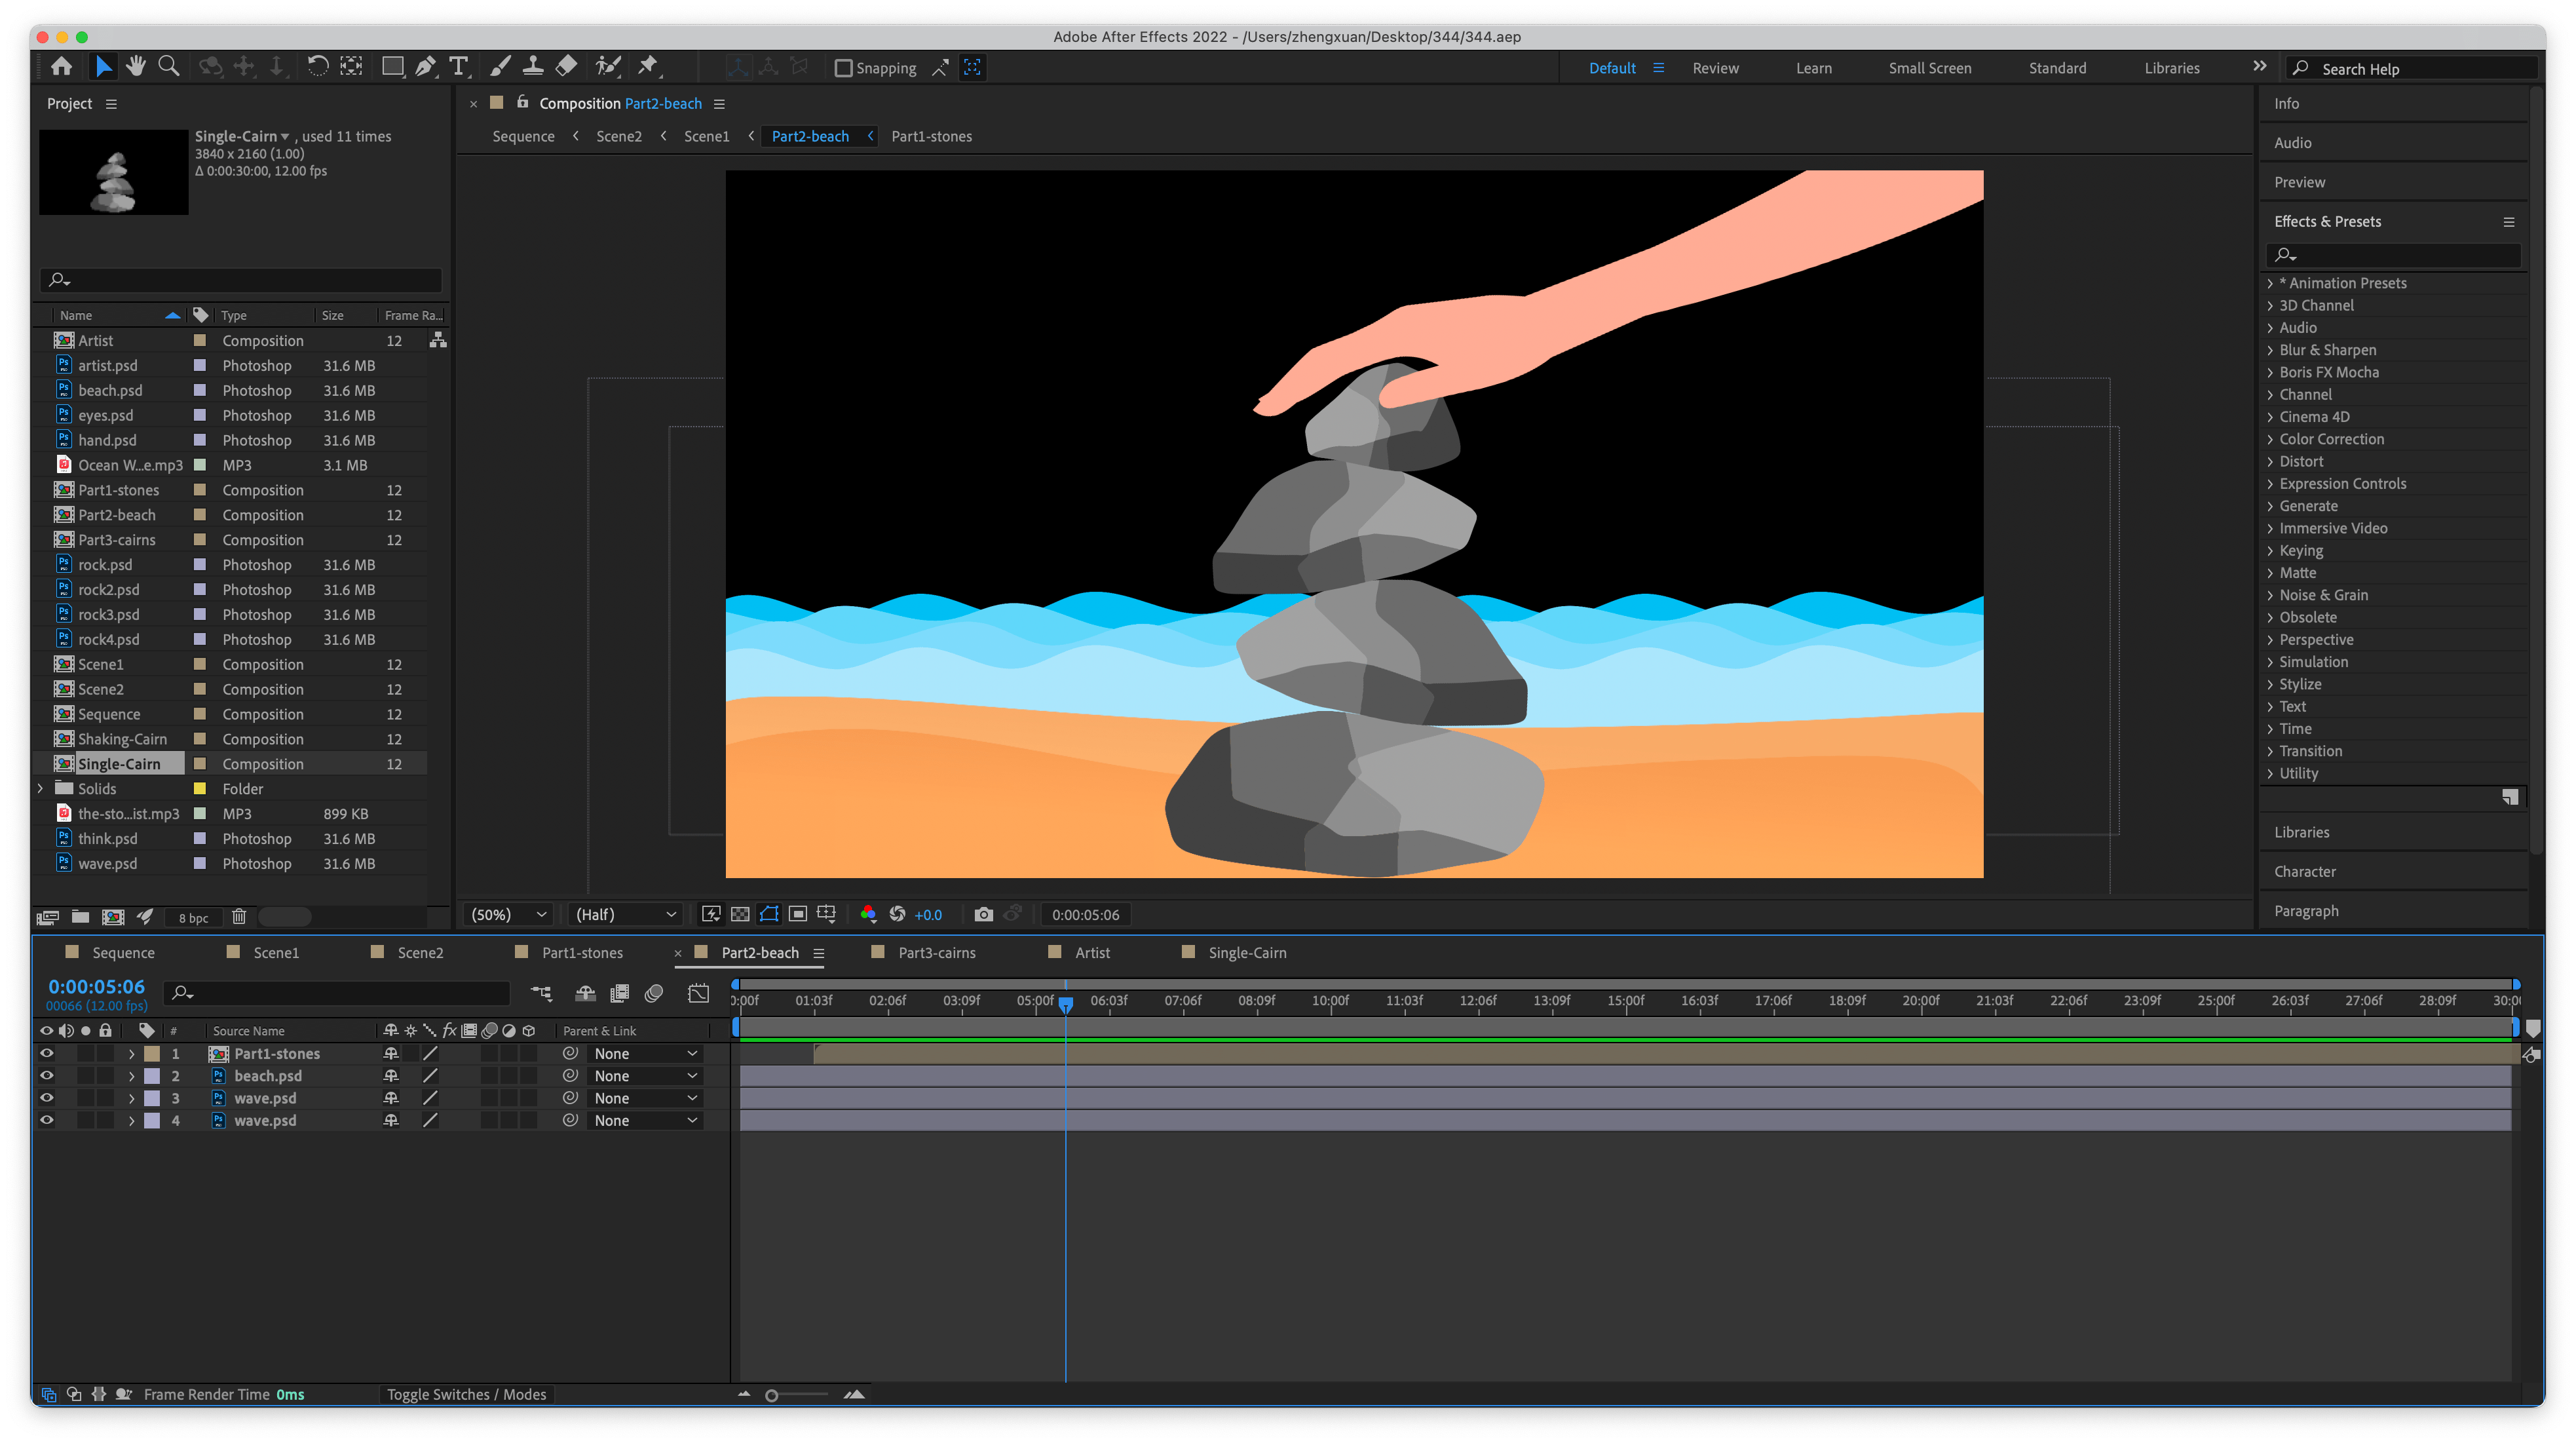 Adobe After Effects 2022 - /Users/zhengxuan/Desktop/344/344.aep
Snapping
Default
Review
Learn
Small Screen
Standard
Libraries
Search Help
Project
Single-Cairn , used 11 times
3840 x 2160 (1.00)
Δ 0:00:30:00, 12.00 fps
Name Type Size Frame Ra...
Artist Composition 12
artist.psd Photoshop 31.6 MB
beach.psd Photoshop 31.6 MB
eyes.psd Photoshop 31.6 MB
hand.psd Photoshop 31.6 MB
Ocean W...e.mp3 MP3 3.1 MB
Part1-stones Composition 12
Part2-beach Composition 12
Part3-cairns Composition 12
rock.psd Photoshop 31.6 MB
rock2.psd Photoshop 31.6 MB
rock3.psd Photoshop 31.6 MB
rock4.psd Photoshop 31.6 MB
Scene1 Composition 12
Scene2 Composition 12
Sequence Composition 12
Shaking-Cairn Composition 12
Single-Cairn Composition 12
Solids Folder
the-sto...ist.mp3 MP3 899 KB
think.psd Photoshop 31.6 MB
wave.psd Photoshop 31.6 MB
8 bpc
Composition Part2-beach
Sequence < Scene2 < Scene1 < Part2-beach < Part1-stones
(50%) (Half) +0.0 0:00:05:06
Info
Audio
Preview
Effects & Presets
* Animation Presets
3D Channel
Audio
Blur & Sharpen
Boris FX Mocha
Channel
Cinema 4D
Color Correction
Distort
Expression Controls
Generate
Immersive Video
Keying
Matte
Noise & Grain
Obsolete
Perspective
Simulation
Stylize
Text
Time
Transition
Utility
Libraries
Character
Paragraph
Sequence Scene1 Scene2 Part1-stones Part2-beach Part3-cairns Artist Single-Cairn
0:00:05:06
00066 (12.00 fps)
0:00f 01:03f 02:06f 03:09f 05:00f 06:03f 07:06f 08:09f 10:00f 11:03f 12:06f 13:09f 15:00f 16:03f 17:06f 18:09f 20:00f 21:03f 22:06f 23:09f 25:00f 26:03f 27:06f 28:09f 30:0
# Source Name fx Parent & Link
1 Part1-stones None
2 beach.psd None
3 wave.psd None
4 wave.psd None
Frame Render Time 0ms
Toggle Switches / Modes